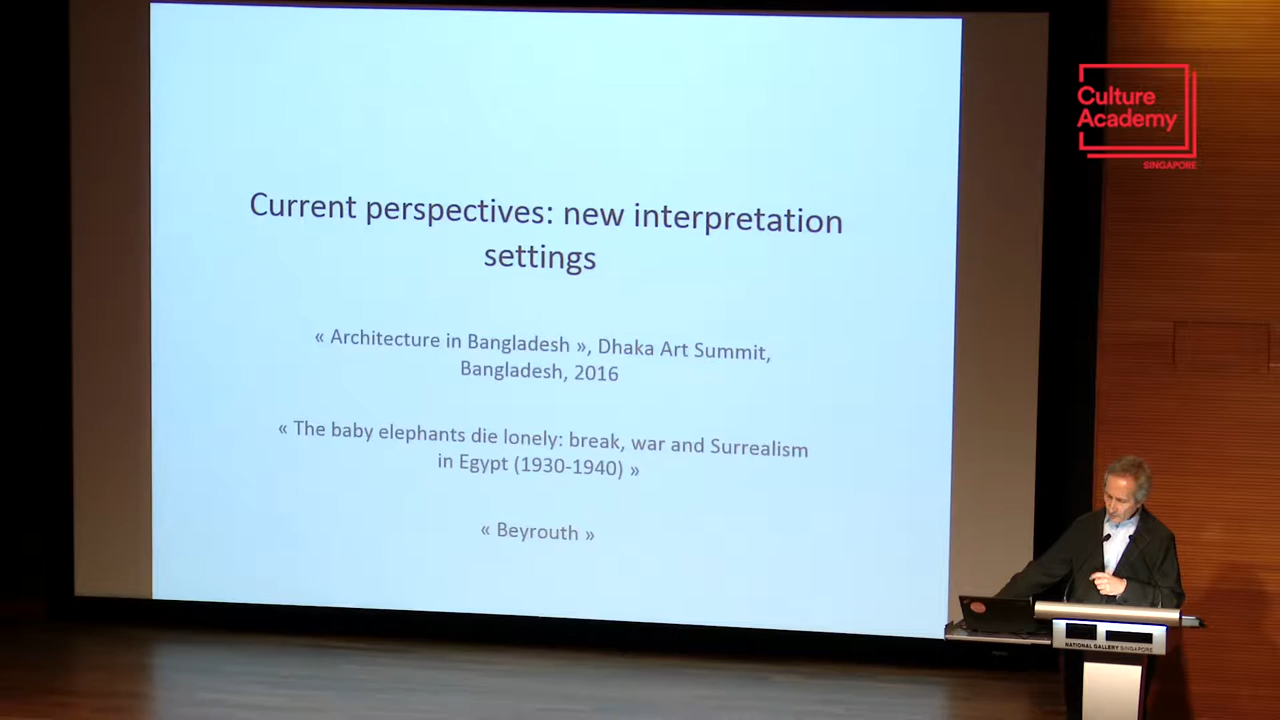 Current perspectives: new interpretation
settings
« Architecture in Bangladesh », Dhaka Art Summit,
Bangladesh, 2016
« The baby elephants die lonely: break, war and Surrealism
in Egypt (1930-1940) »
« Beyrouth »
Culture
Academy
SINGAPORE
NATIONAL GALLERY SINGAPORE